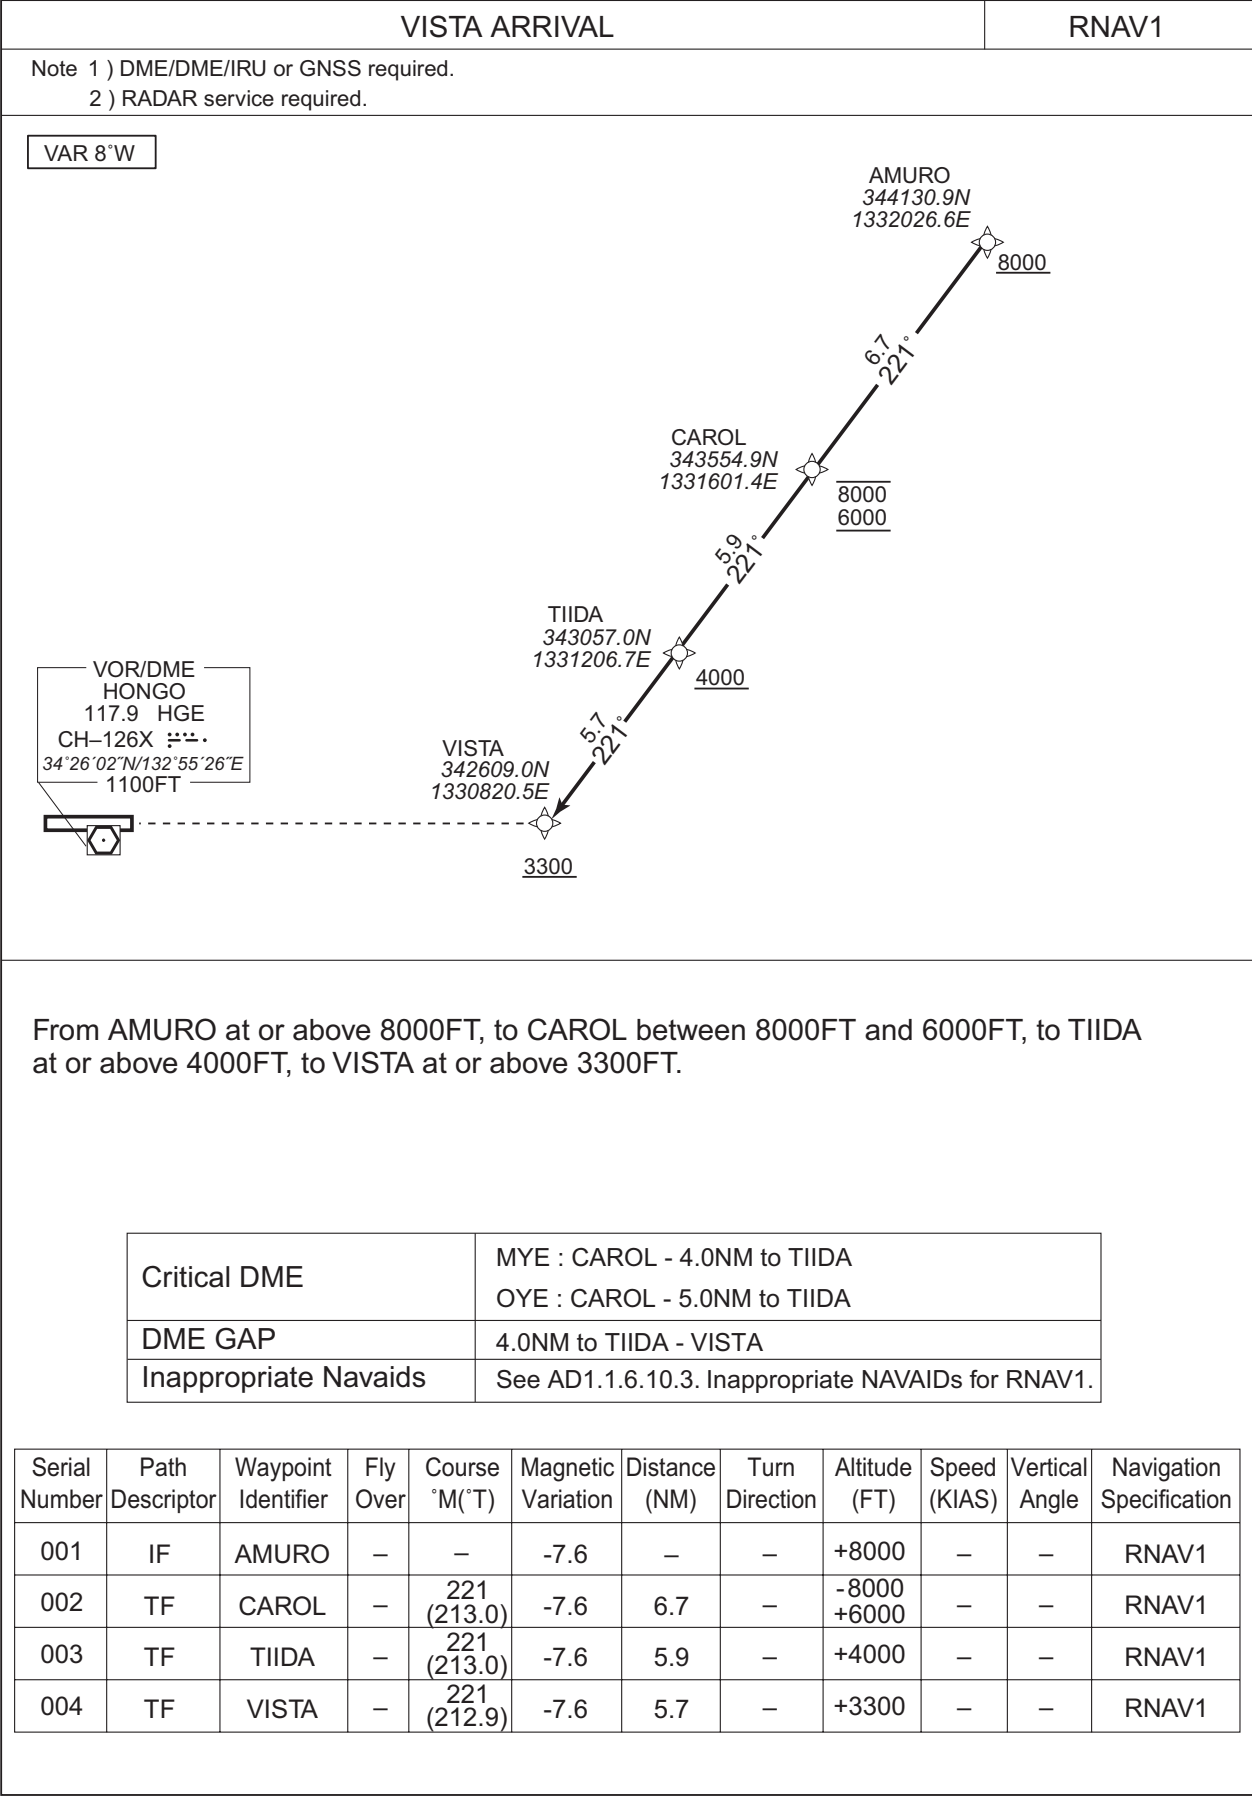 VISTA ARRIVAL RNAV1
Note 1 ) DME/DME/IRU or GNSS required.
2 ) RADAR service required.
VAR 8˚W
AMURO
344130.9N
1332026.6E
8000
6.7
221˚
CAROL
343554.9N
1331601.4E
8000
6000
5.9
221˚
TIIDA
343057.0N
1331206.7E
4000
5.7
221˚
VOR/DME
HONGO
117.9 HGE
CH–126X
34˚26´02˝N/132˚55´26˝E
1100FT
VISTA
342609.0N
1330820.5E
3300
From AMURO at or above 8000FT, to CAROL between 8000FT and 6000FT, to TIIDA
at or above 4000FT, to VISTA at or above 3300FT.
Critical DME
MYE : CAROL - 4.0NM to TIIDA
OYE : CAROL - 5.0NM to TIIDA
DME GAP 4.0NM to TIIDA - VISTA
Inappropriate Navaids See AD1.1.6.10.3. Inappropriate NAVAIDs for RNAV1.
Serial Path Waypoint Fly Course Magnetic Distance Turn Altitude Speed Vertical Navigation
Number Descriptor Identifier Over ˚M(˚T) Variation (NM) Direction (FT) (KIAS) Angle Specification
001 IF AMURO – – -7.6 – – +8000 – – RNAV1
002 TF CAROL – 221 (213.0) -7.6 6.7 – -8000 +6000 – – RNAV1
003 TF TIIDA – 221 (213.0) -7.6 5.9 – +4000 – – RNAV1
004 TF VISTA – 221 (212.9) -7.6 5.7 – +3300 – – RNAV1